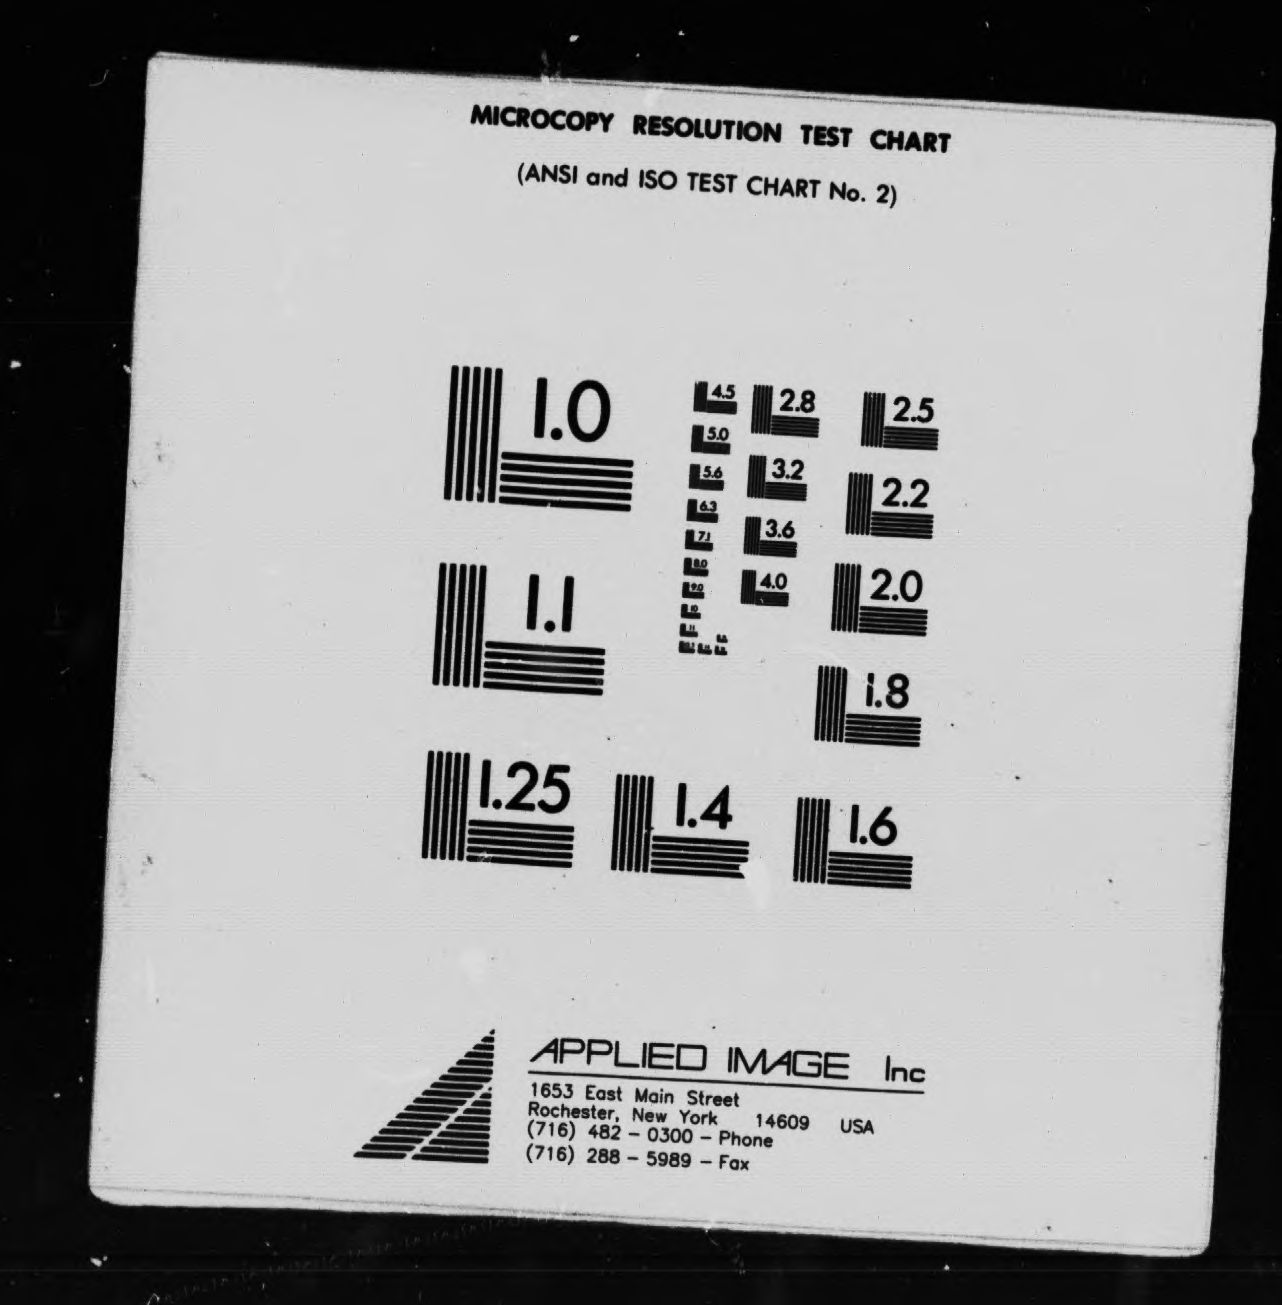 MICROCOPY RESOLUTION TEST CHART
(ANSI and ISO TEST CHART No. 2)
1.0
4.5 2.8 2.5
5.0
5.6 3.2 2.2
6.3
3.6
7.1
8.0
4.0 2.0
9.0
10
11
1.1
1.8
1.25 1.4 1.6
APPLIED IMAGE Inc
1653 East Main Street
Rochester, New York 14609 USA
(716) 482 - 0300 - Phone
(716) 288 - 5989 - Fax